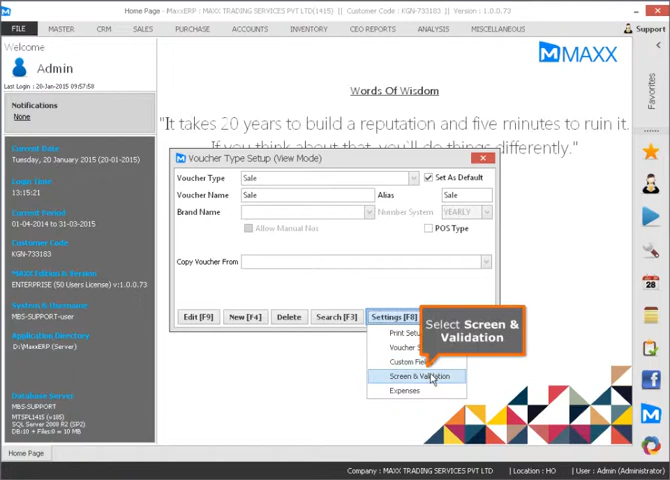 Home Page - MaxxERP : MAXX TRADING SERVICES PVT LTD(1415) || Customer Code : KGN-733183 || Version : 1.0.0.73
FILE MASTER CRM SALES PURCHASE ACCOUNTS INVENTORY CEO REPORTS ANALYSIS MISCELLANEOUS Support
Welcome
Admin
Last Login : 20-Jan-2015 09:57:58
Notifications
None
Current Date
Tuesday, 20 January 2015 (20-01-2015)
Login Time
13:15:21
Current Period
01-04-2014 to 31-03-2015
Customer Code
KGN-733183
MAXX Edition & Version
ENTERPRISE (50 Users License) v:1.0.0.73
System & Username
MBS-SUPPORT-user
Application Directory
D:\MaxxERP (Server)
Database Server
MBS-SUPPORT
MTSPL1415 (v185)
SQL Server 2008 R2 (SP2)
DB = 10 + Files:0 = 10 MB
MAXX
Words Of Wisdom
"It takes 20 years to build a reputation and five minutes to ruin it.
If you think about that, you'll do things differently."
Voucher Type Setup (View Mode)
Voucher Type Sale Set As Default
Voucher Name Sale Alias Sale
Brand Name Number System YEARLY
Allow Manual Nos POS Type
Copy Voucher From
Edit [F9] New [F4] Delete Search [F3] Settings [F8]
Print Setu
Voucher S
Custom Fiel
Screen & Validation
Expenses
Select Screen &
Validation
Favorites
28
Home Page
Company : MAXX TRADING SERVICES PVT LTD | Location : HO | User : Admin (Administrator)